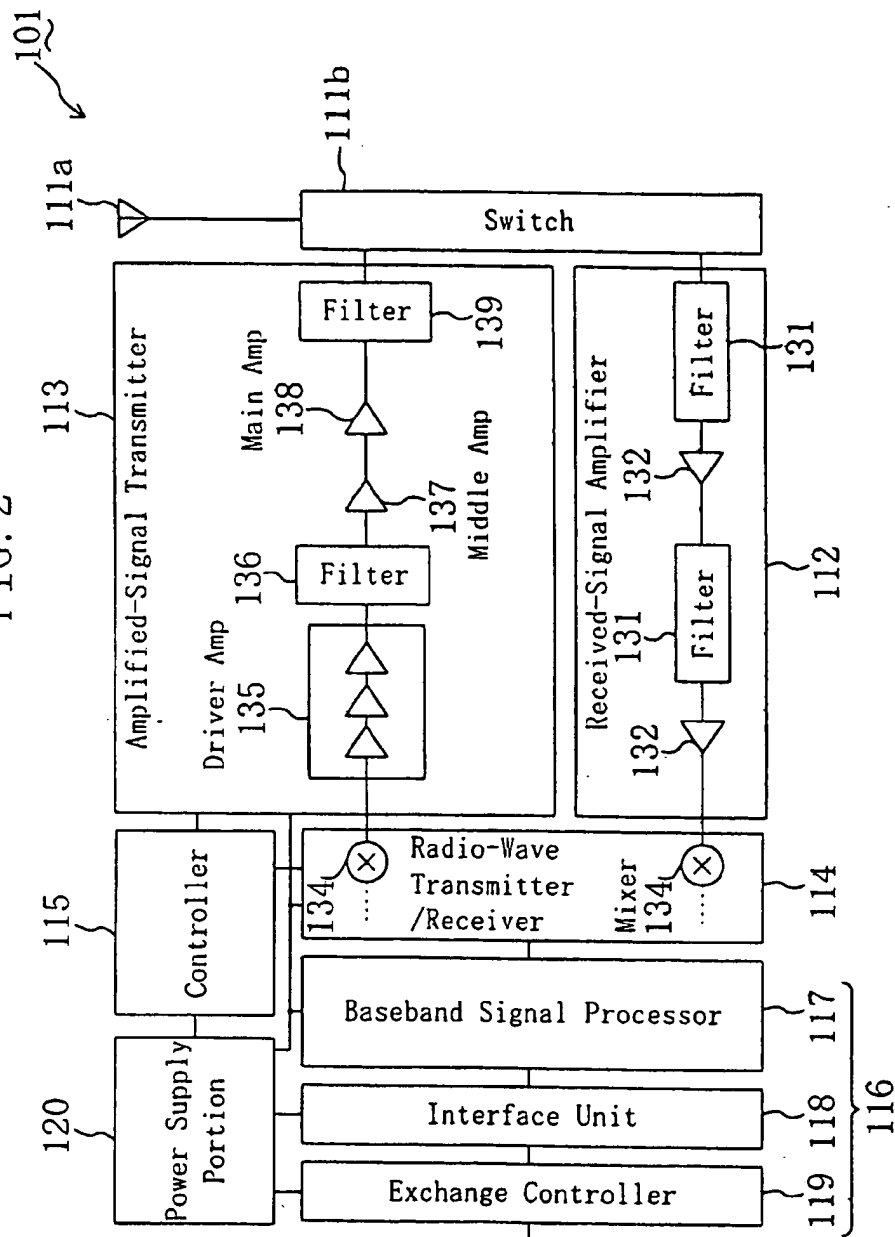 FIG. 2
101
111a
111b
Switch
113
Amplified-Signal Transmitter
Driver Amp
135
136
Filter
137
Middle Amp
Main Amp
138
Filter
139
Received-Signal Amplifier
112
Filter
131
132
Filter
131
132
115
Controller
134
Radio-Wave
Transmitter
/Receiver
Mixer
134
114
120
Power Supply
Portion
Baseband Signal Processor
117
Interface Unit
118
Exchange Controller
119
116